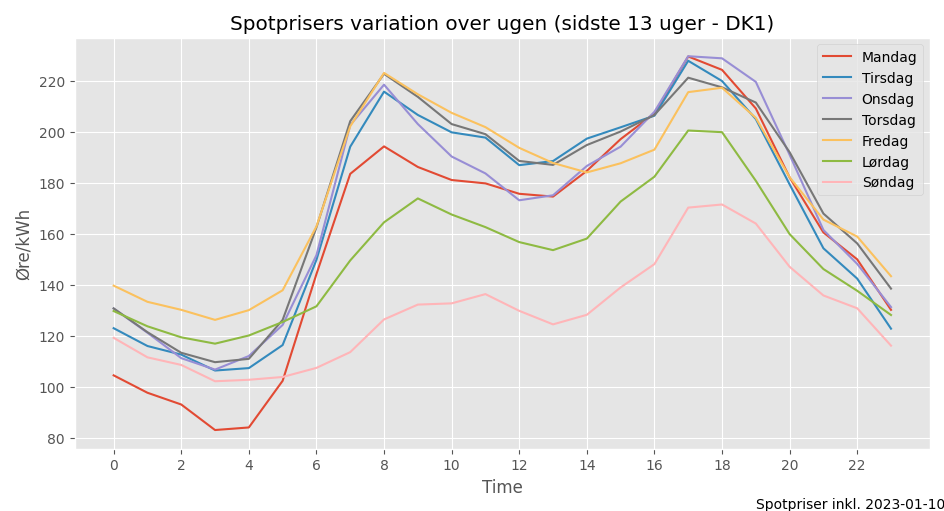 Spotprisers variation over ugen (sidste 13 uger - DK1)
Mandag
Tirsdag
Onsdag
Torsdag
Fredag
Lørdag
Søndag
Øre/kWh
220
200
180
160
140
120
100
80
0 2 4 6 8 10 12 14 16 18 20 22
Time
Spotpriser inkl. 2023-01-10